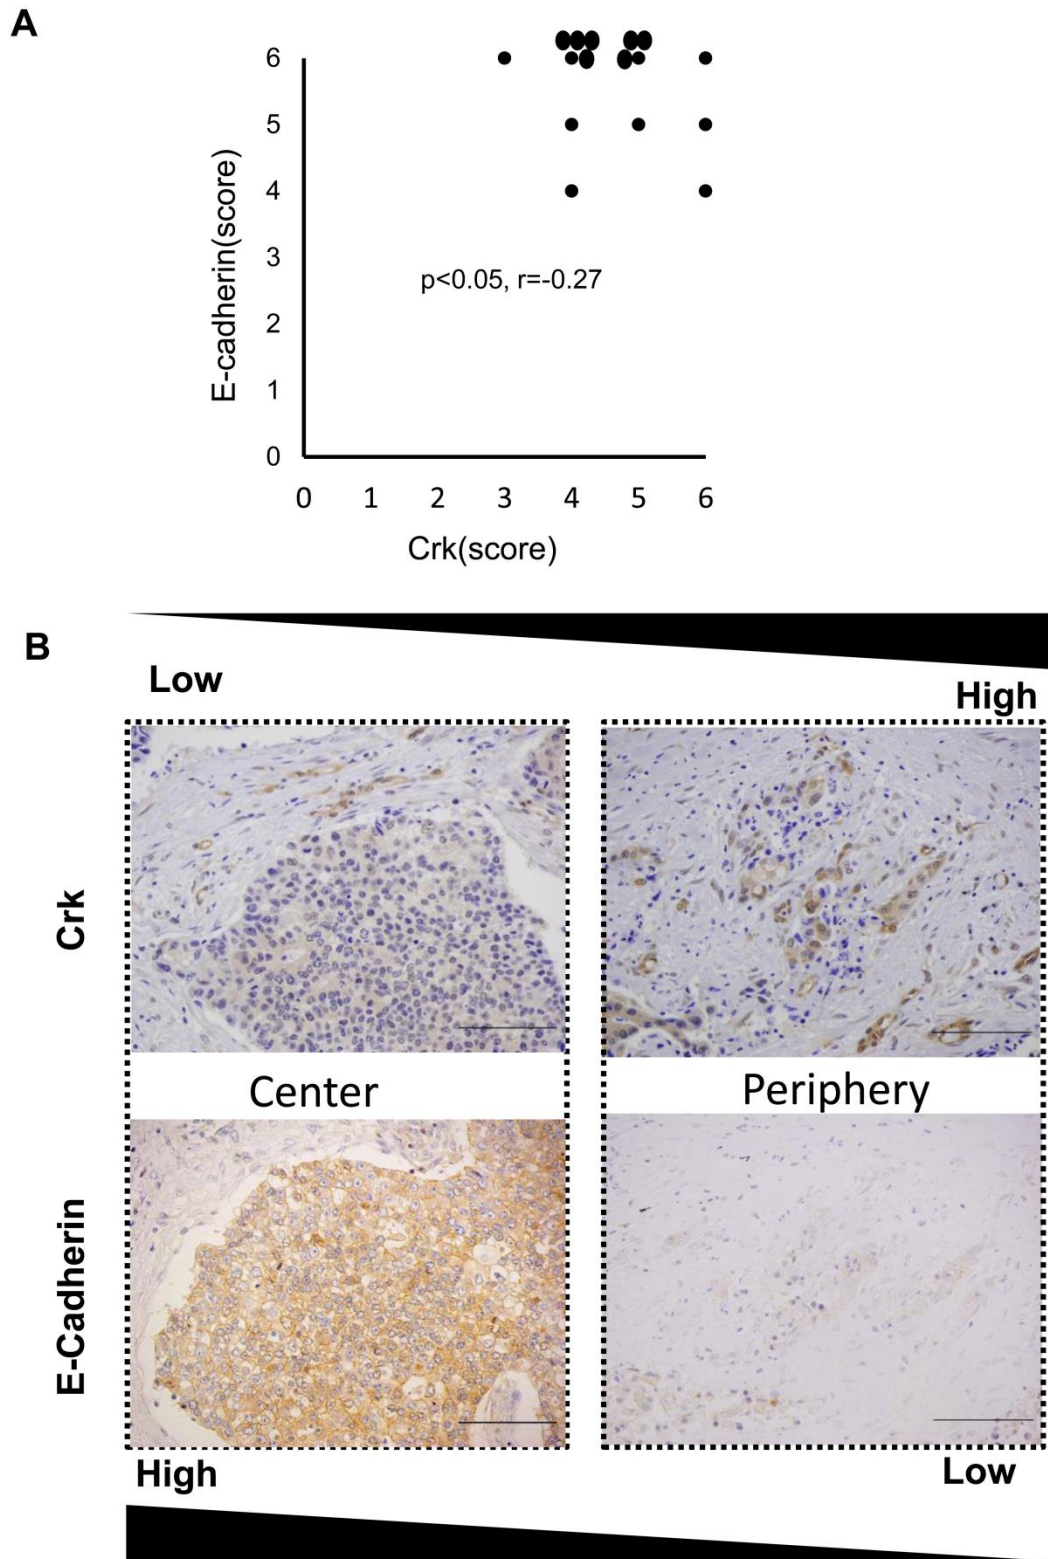 A
6
5
4
3
2
1
0
E-cadherin(score)
p<0.05, r=-0.27
0 1 2 3 4 5 6
Crk(score)
B
Low
High
Crk
Center
Periphery
E-Cadherin
High
Low